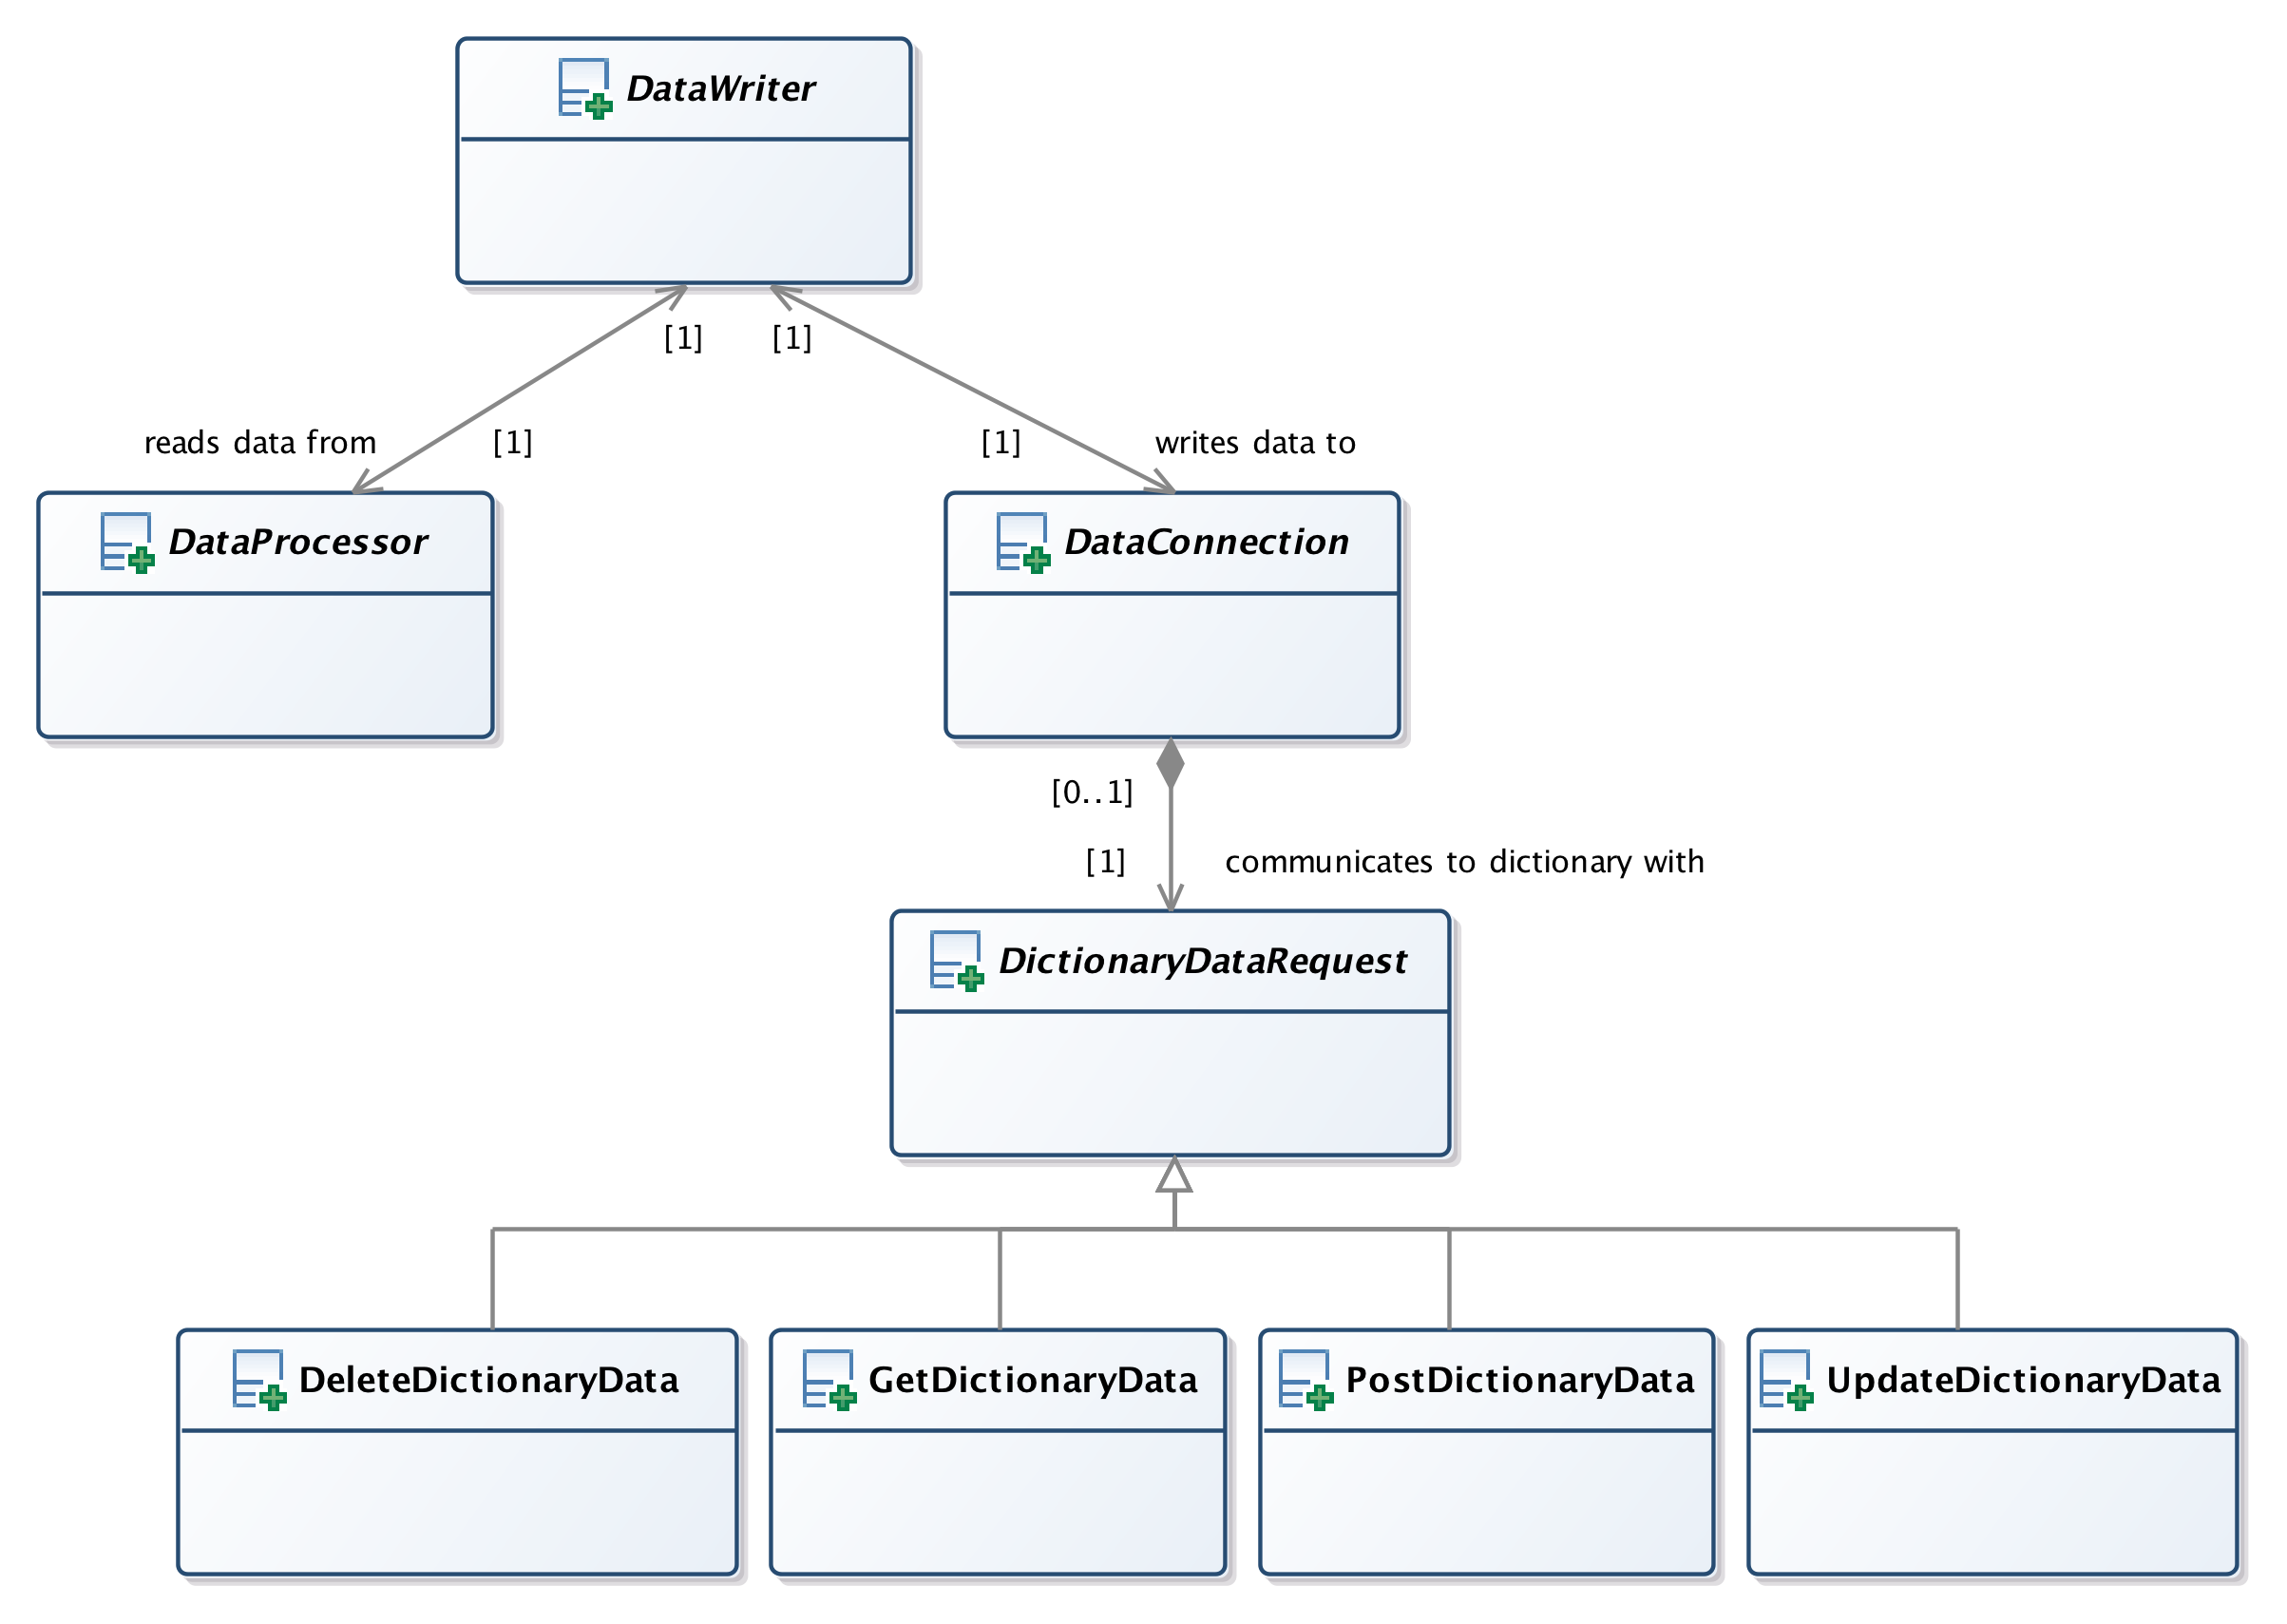 DataWriter
[1]
[1]
reads data from
[1]
[1]
writes data to
DataProcessor
DataConnection
[0..1]
[1]
communicates to dictionary with
DictionaryDataRequest
DeleteDictionaryData
GetDictionaryData
PostDictionaryData
UpdateDictionaryData